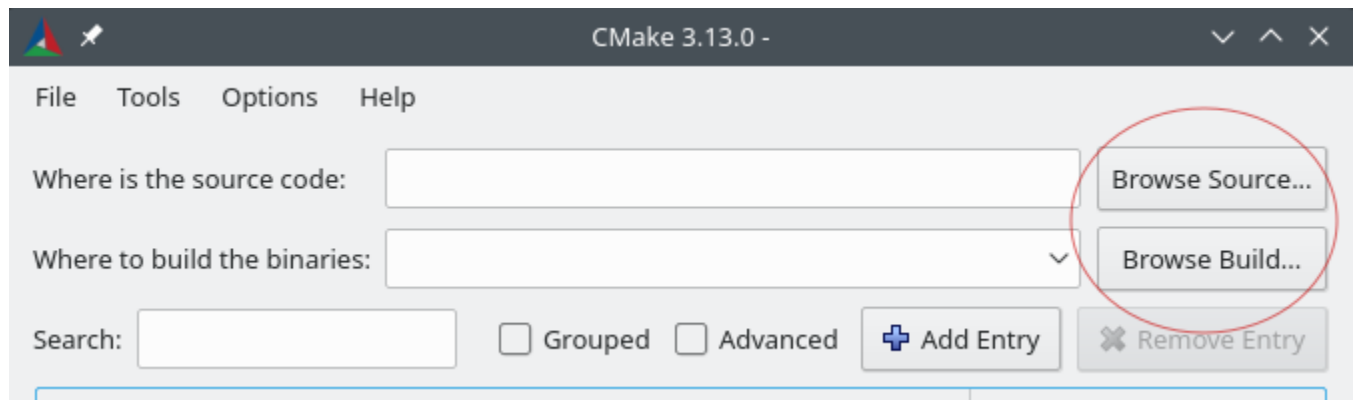 CMake 3.13.0 -
File Tools Options Help
Where is the source code: Browse Source...
Where to build the binaries: Browse Build...
Search: Grouped Advanced Add Entry Remove Entry